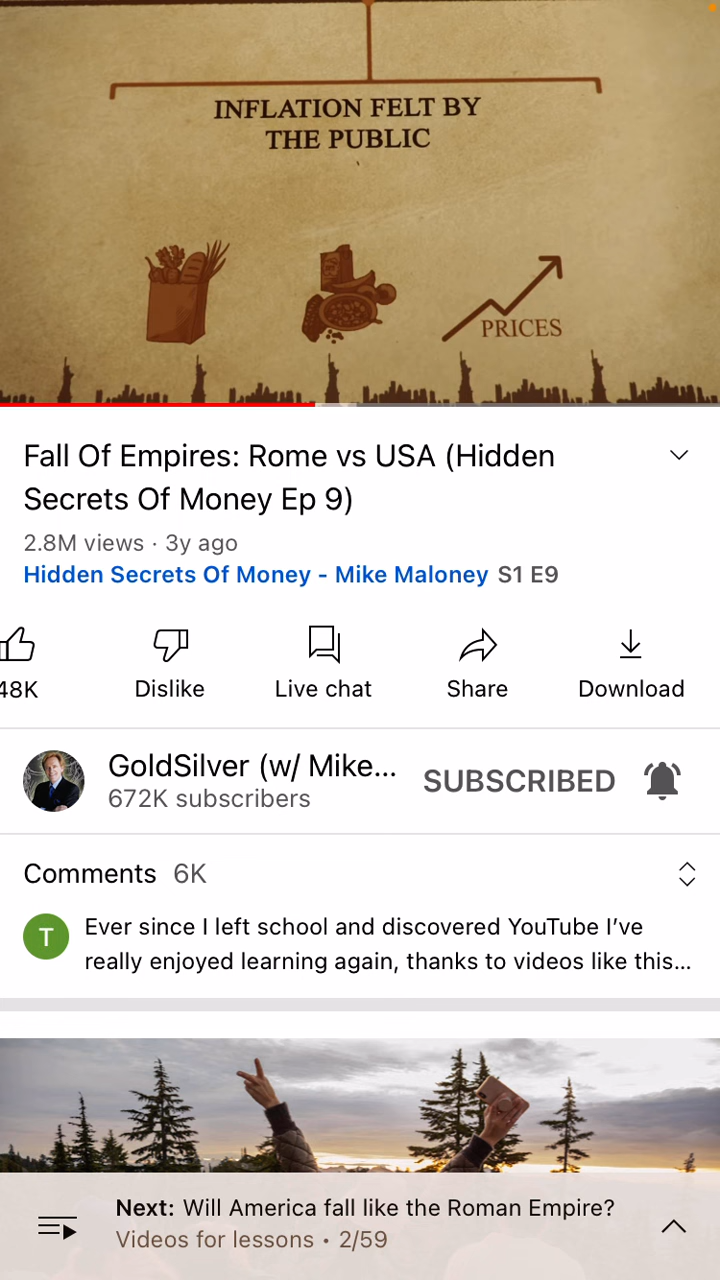 INFLATION FELT BY
THE PUBLIC
PRICES
Fall Of Empires: Rome vs USA (Hidden
Secrets Of Money Ep 9)
2.8M views · 3y ago
Hidden Secrets Of Money - Mike Maloney S1 E9
48K
Dislike
Live chat
Share
Download
GoldSilver (w/ Mike...
SUBSCRIBED
672K subscribers
Comments 6K
T
Ever since I left school and discovered YouTube I’ve
really enjoyed learning again, thanks to videos like this...
Next: Will America fall like the Roman Empire?
Videos for lessons • 2/59